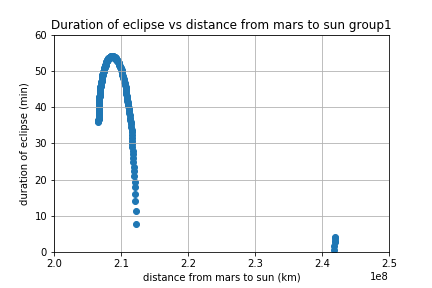 Duration of eclipse vs distance from mars to sun group1
60
50
40
30
20
10
0
duration of eclipse (min)
2.0 2.1 2.2 2.3 2.4 2.5
1e8
distance from mars to sun (km)